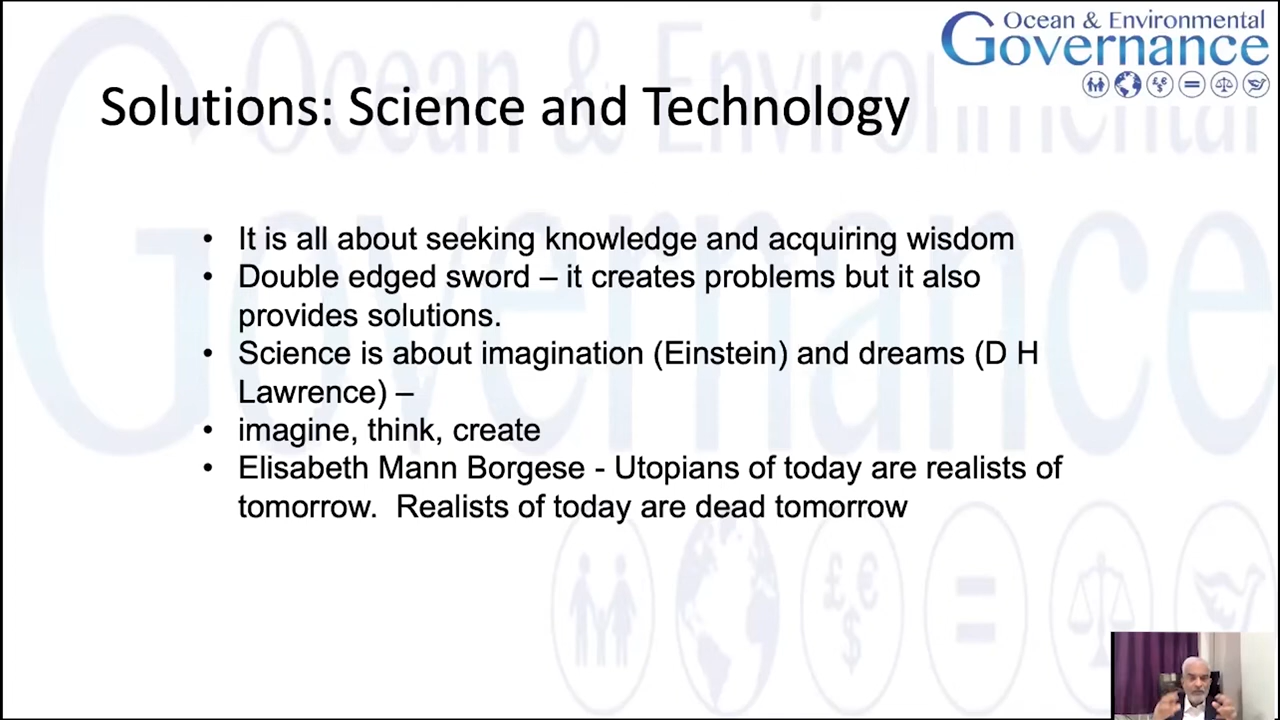 Ocean & Environmental
Governance
Solutions: Science and Technology
• It is all about seeking knowledge and acquiring wisdom
• Double edged sword – it creates problems but it also
provides solutions.
• Science is about imagination (Einstein) and dreams (D H
Lawrence) –
• imagine, think, create
• Elisabeth Mann Borgese - Utopians of today are realists of
tomorrow.  Realists of today are dead tomorrow